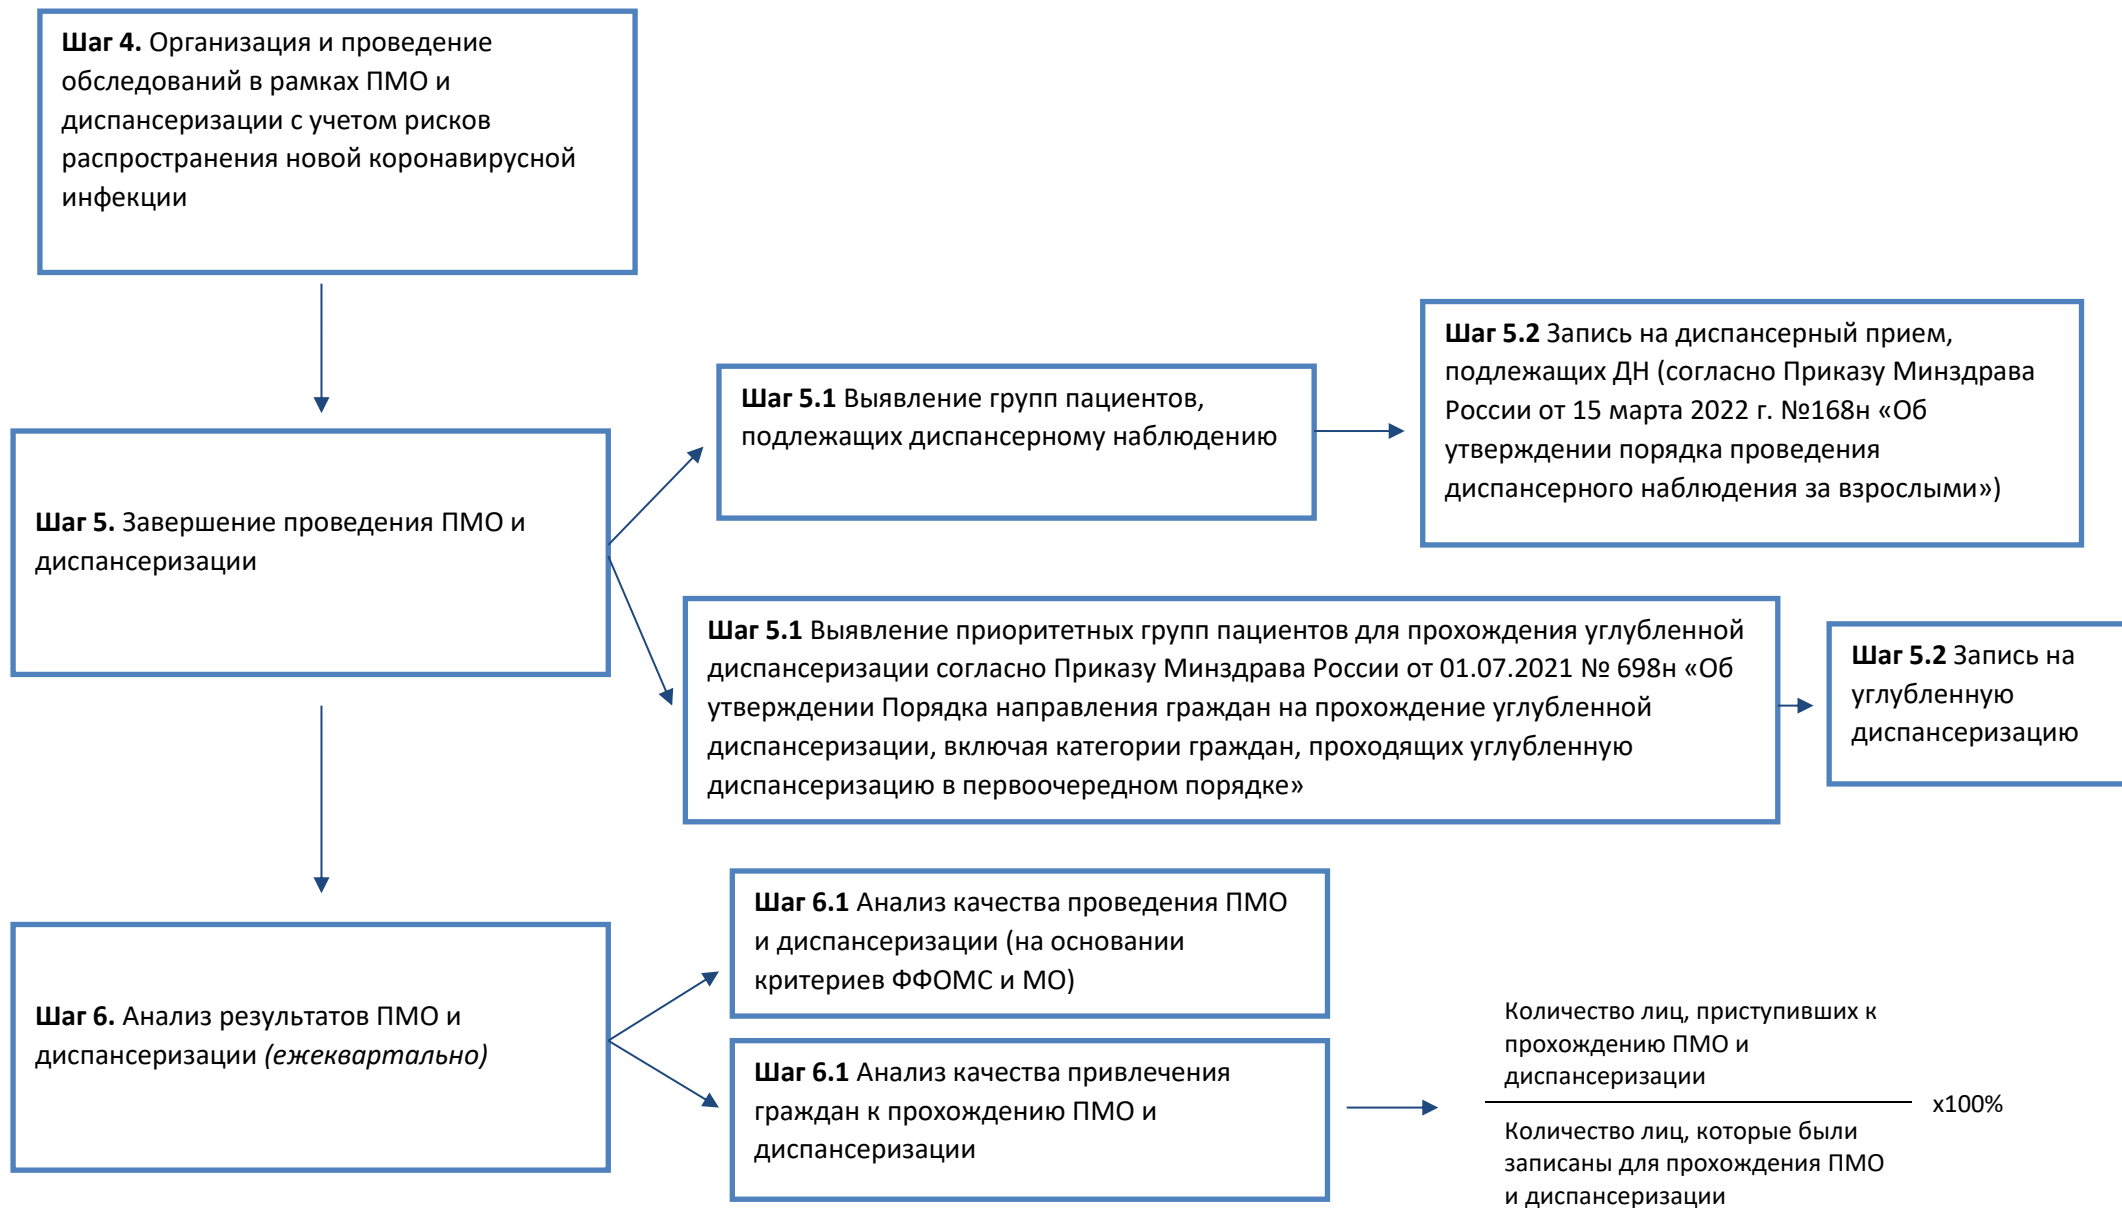 Шаг 4. Организация и проведение
обследований в рамках ПМО и
диспансеризации с учетом рисков
распространения новой коронавирусной
инфекции
Шаг 5. Завершение проведения ПМО и
диспансеризации
Шаг 5.1 Выявление групп пациентов,
подлежащих диспансерному наблюдению
Шаг 5.2 Запись на диспансерный прием,
подлежащих ДН (согласно Приказу Минздрава
России от 15 марта 2022 г. №168н «Об
утверждении порядка проведения
диспансерного наблюдения за взрослыми»)
Шаг 5.1 Выявление приоритетных групп пациентов для прохождения углубленной
диспансеризации согласно Приказу Минздрава России от 01.07.2021 № 698н «Об
утверждении Порядка направления граждан на прохождение углубленной
диспансеризации, включая категории граждан, проходящих углубленную
диспансеризацию в первоочередном порядке»
Шаг 5.2 Запись на
углубленную
диспансеризацию
Шаг 6. Анализ результатов ПМО и
диспансеризации (ежеквартально)
Шаг 6.1 Анализ качества проведения ПМО
и диспансеризации (на основании
критериев ФФОМС и МО)
Шаг 6.1 Анализ качества привлечения
граждан к прохождению ПМО и
диспансеризации
Количество лиц, приступивших к
прохождению ПМО и
диспансеризации
х100%
Количество лиц, которые были
записаны для прохождения ПМО
и диспансеризации